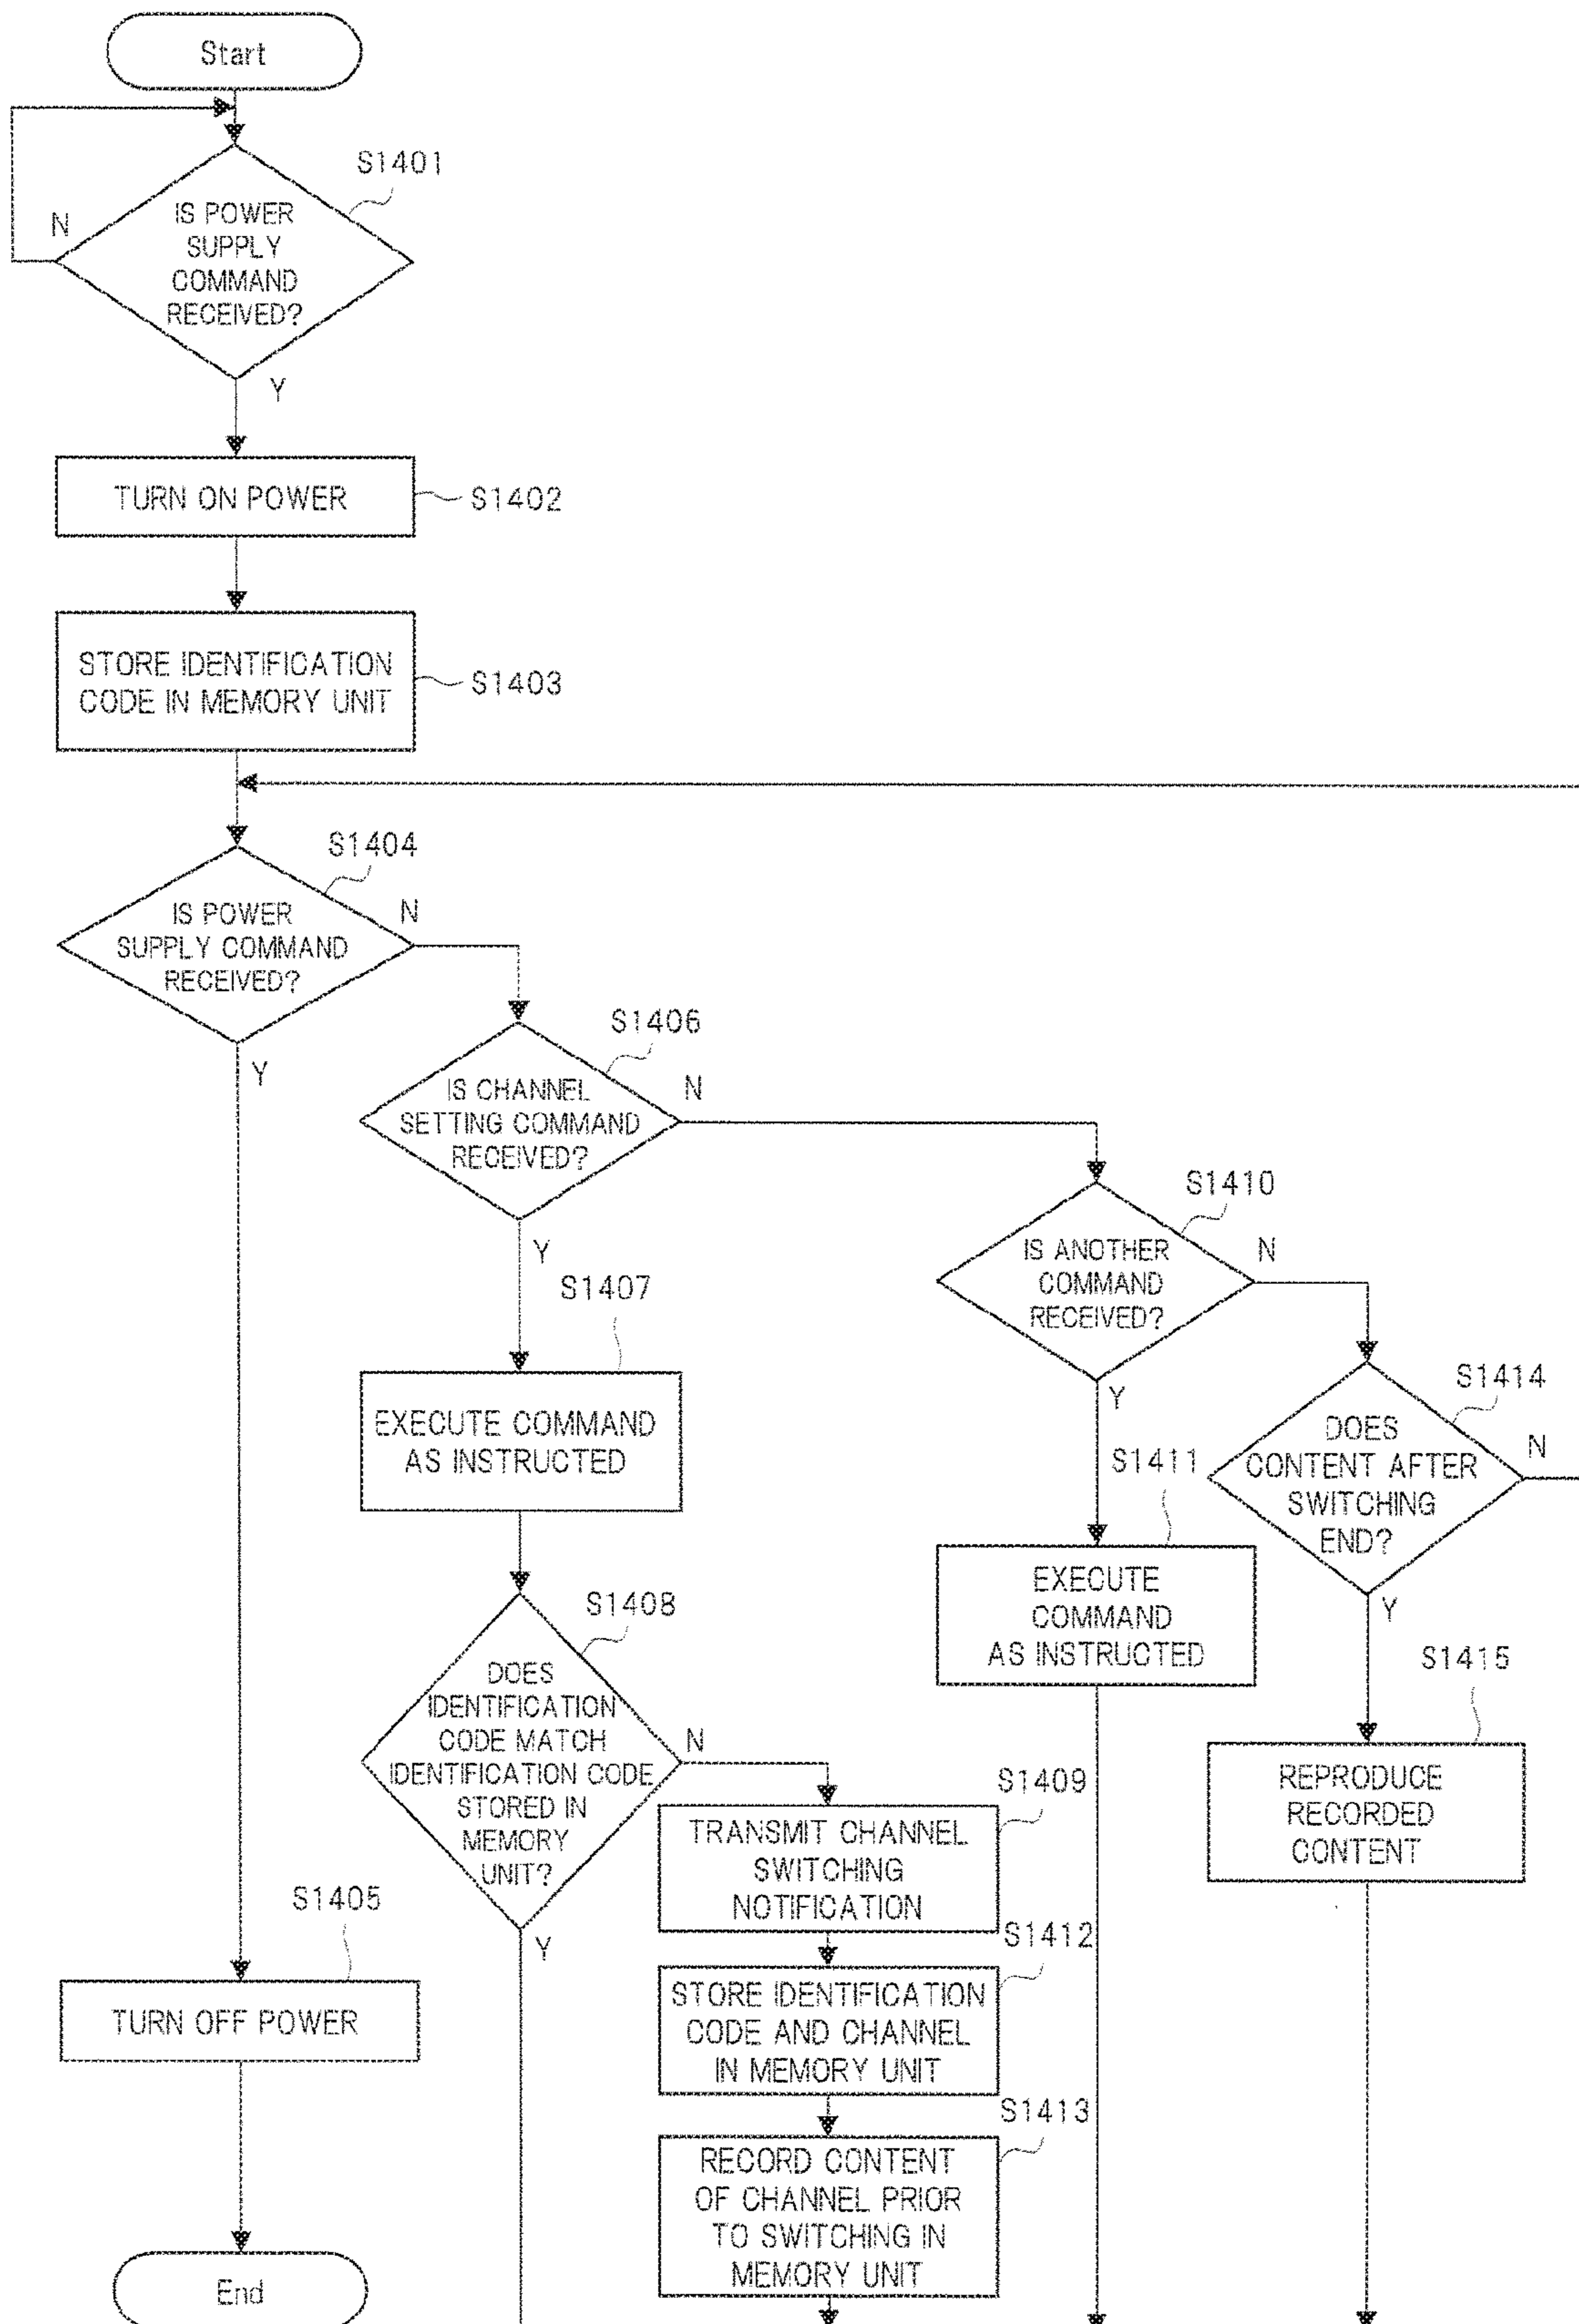 Start
S1401
N
IS POWER
SUPPLY
COMMAND
RECEIVED?
Y
TURN ON POWER
S1402
STORE IDENTIFICATION
CODE IN MEMORY UNIT
S1403
S1404
IS POWER
SUPPLY COMMAND
RECEIVED?
N
Y
S1406
IS CHANNEL
SETTING COMMAND
RECEIVED?
N
Y
S1407
EXECUTE COMMAND
AS INSTRUCTED
S1408
DOES
IDENTIFICATION
CODE MATCH
IDENTIFICATION CODE
STORED IN
MEMORY
UNIT?
N
Y
S1409
TRANSMIT CHANNEL
SWITCHING
NOTIFICATION
S1412
STORE IDENTIFICATION
CODE AND CHANNEL
IN MEMORY UNIT
S1413
RECORD CONTENT
OF CHANNEL PRIOR
TO SWITCHING IN
MEMORY UNIT
S1410
IS ANOTHER
COMMAND
RECEIVED?
N
Y
S1411
EXECUTE
COMMAND
AS INSTRUCTED
S1414
DOES
CONTENT AFTER
SWITCHING
END?
N
Y
S1415
REPRODUCE
RECORDED
CONTENT
S1405
TURN OFF POWER
End